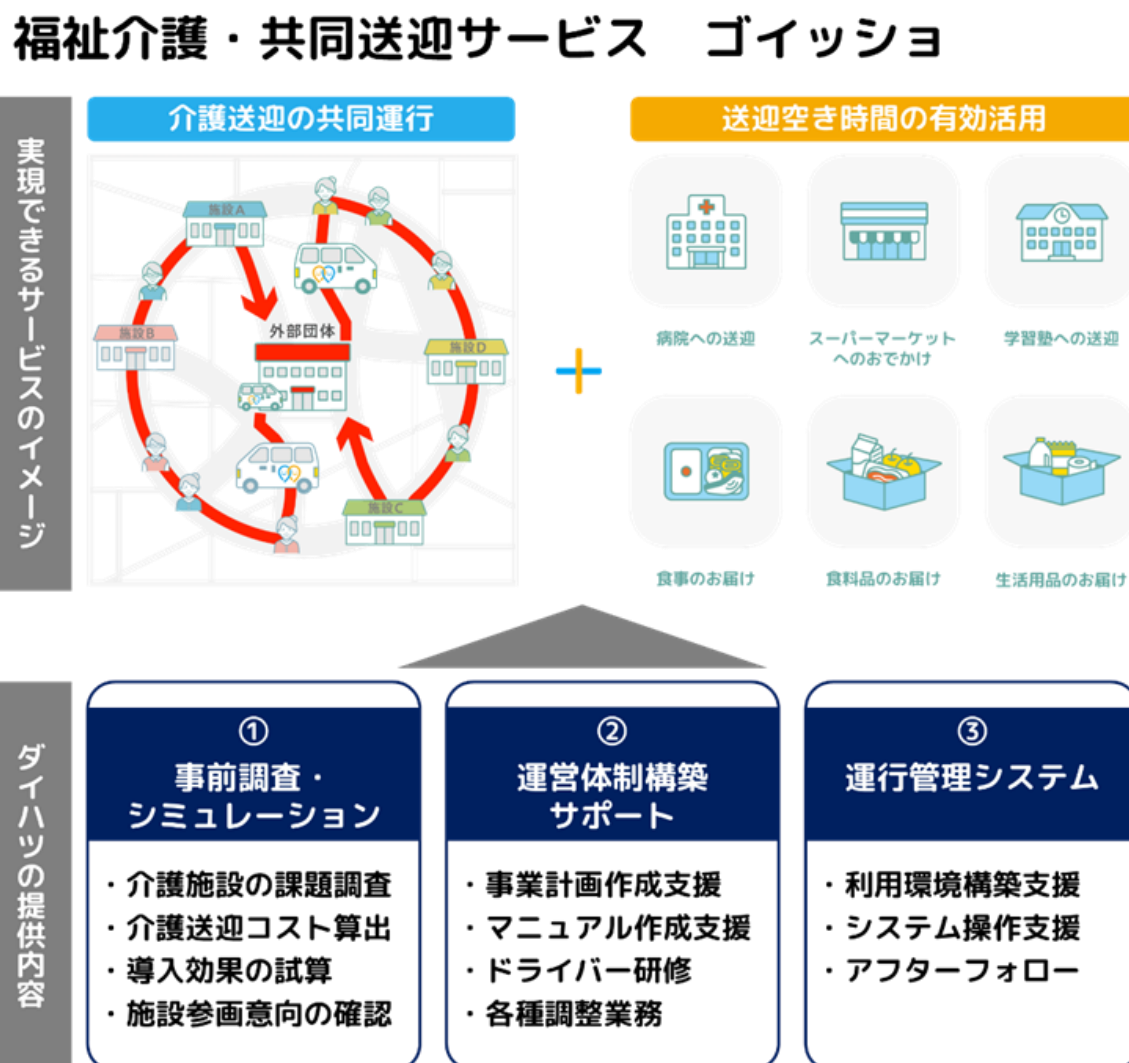 福祉介護・共同送迎サービス　ゴイッショ
実現できるサービスのイメージ
介護送迎の共同運行
施設A
施設B
外部団体
施設D
施設C
送迎空き時間の有効活用
病院への送迎
スーパーマーケット
へのおでかけ
学習塾への送迎
食事のお届け
食料品のお届け
生活用品のお届け
ダイハツの提供内容
①
事前調査・
シミュレーション
・介護施設の課題調査
・介護送迎コスト算出
・導入効果の試算
・施設参画意向の確認
②
運営体制構築
サポート
・事業計画作成支援
・マニュアル作成支援
・ドライバー研修
・各種調整業務
③
運行管理システム
・利用環境構築支援
・システム操作支援
・アフターフォロー